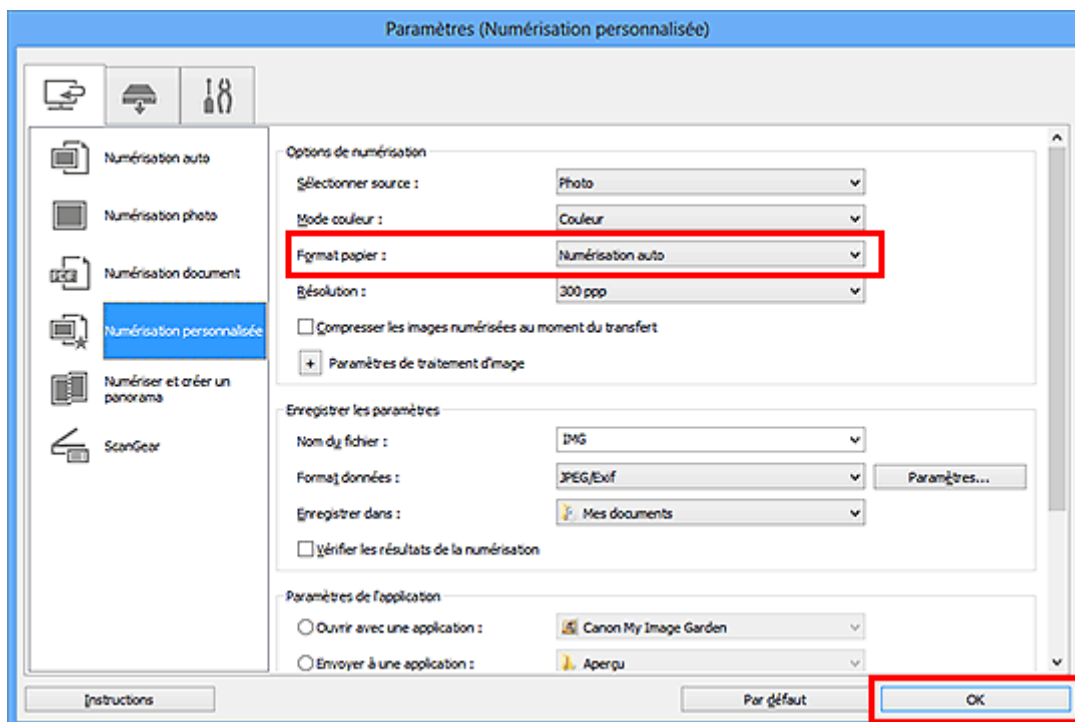 Paramètres (Numérisation personnalisée)
Numérisation auto
Numérisation photo
Numérisation document
Numérisation personnalisée
Numériser et créer un
panorama
ScanGear
Options de numérisation
Sélectionner source :
Photo
Mode couleur :
Couleur
Format papier :
Numérisation auto
Résolution :
300 ppp
Compresser les images numérisées au moment du transfert
+ Paramètres de traitement d'image
Enregistrer les paramètres
Nom du fichier :
IMG
Format données :
JPEG/Exif
Paramètres...
Enregistrer dans :
Mes documents
Vérifier les résultats de la numérisation
Paramètres de l'application
Ouvrir avec une application :
Canon My Image Garden
Envoyer à une application :
Aperçu
Instructions
Par défaut
OK